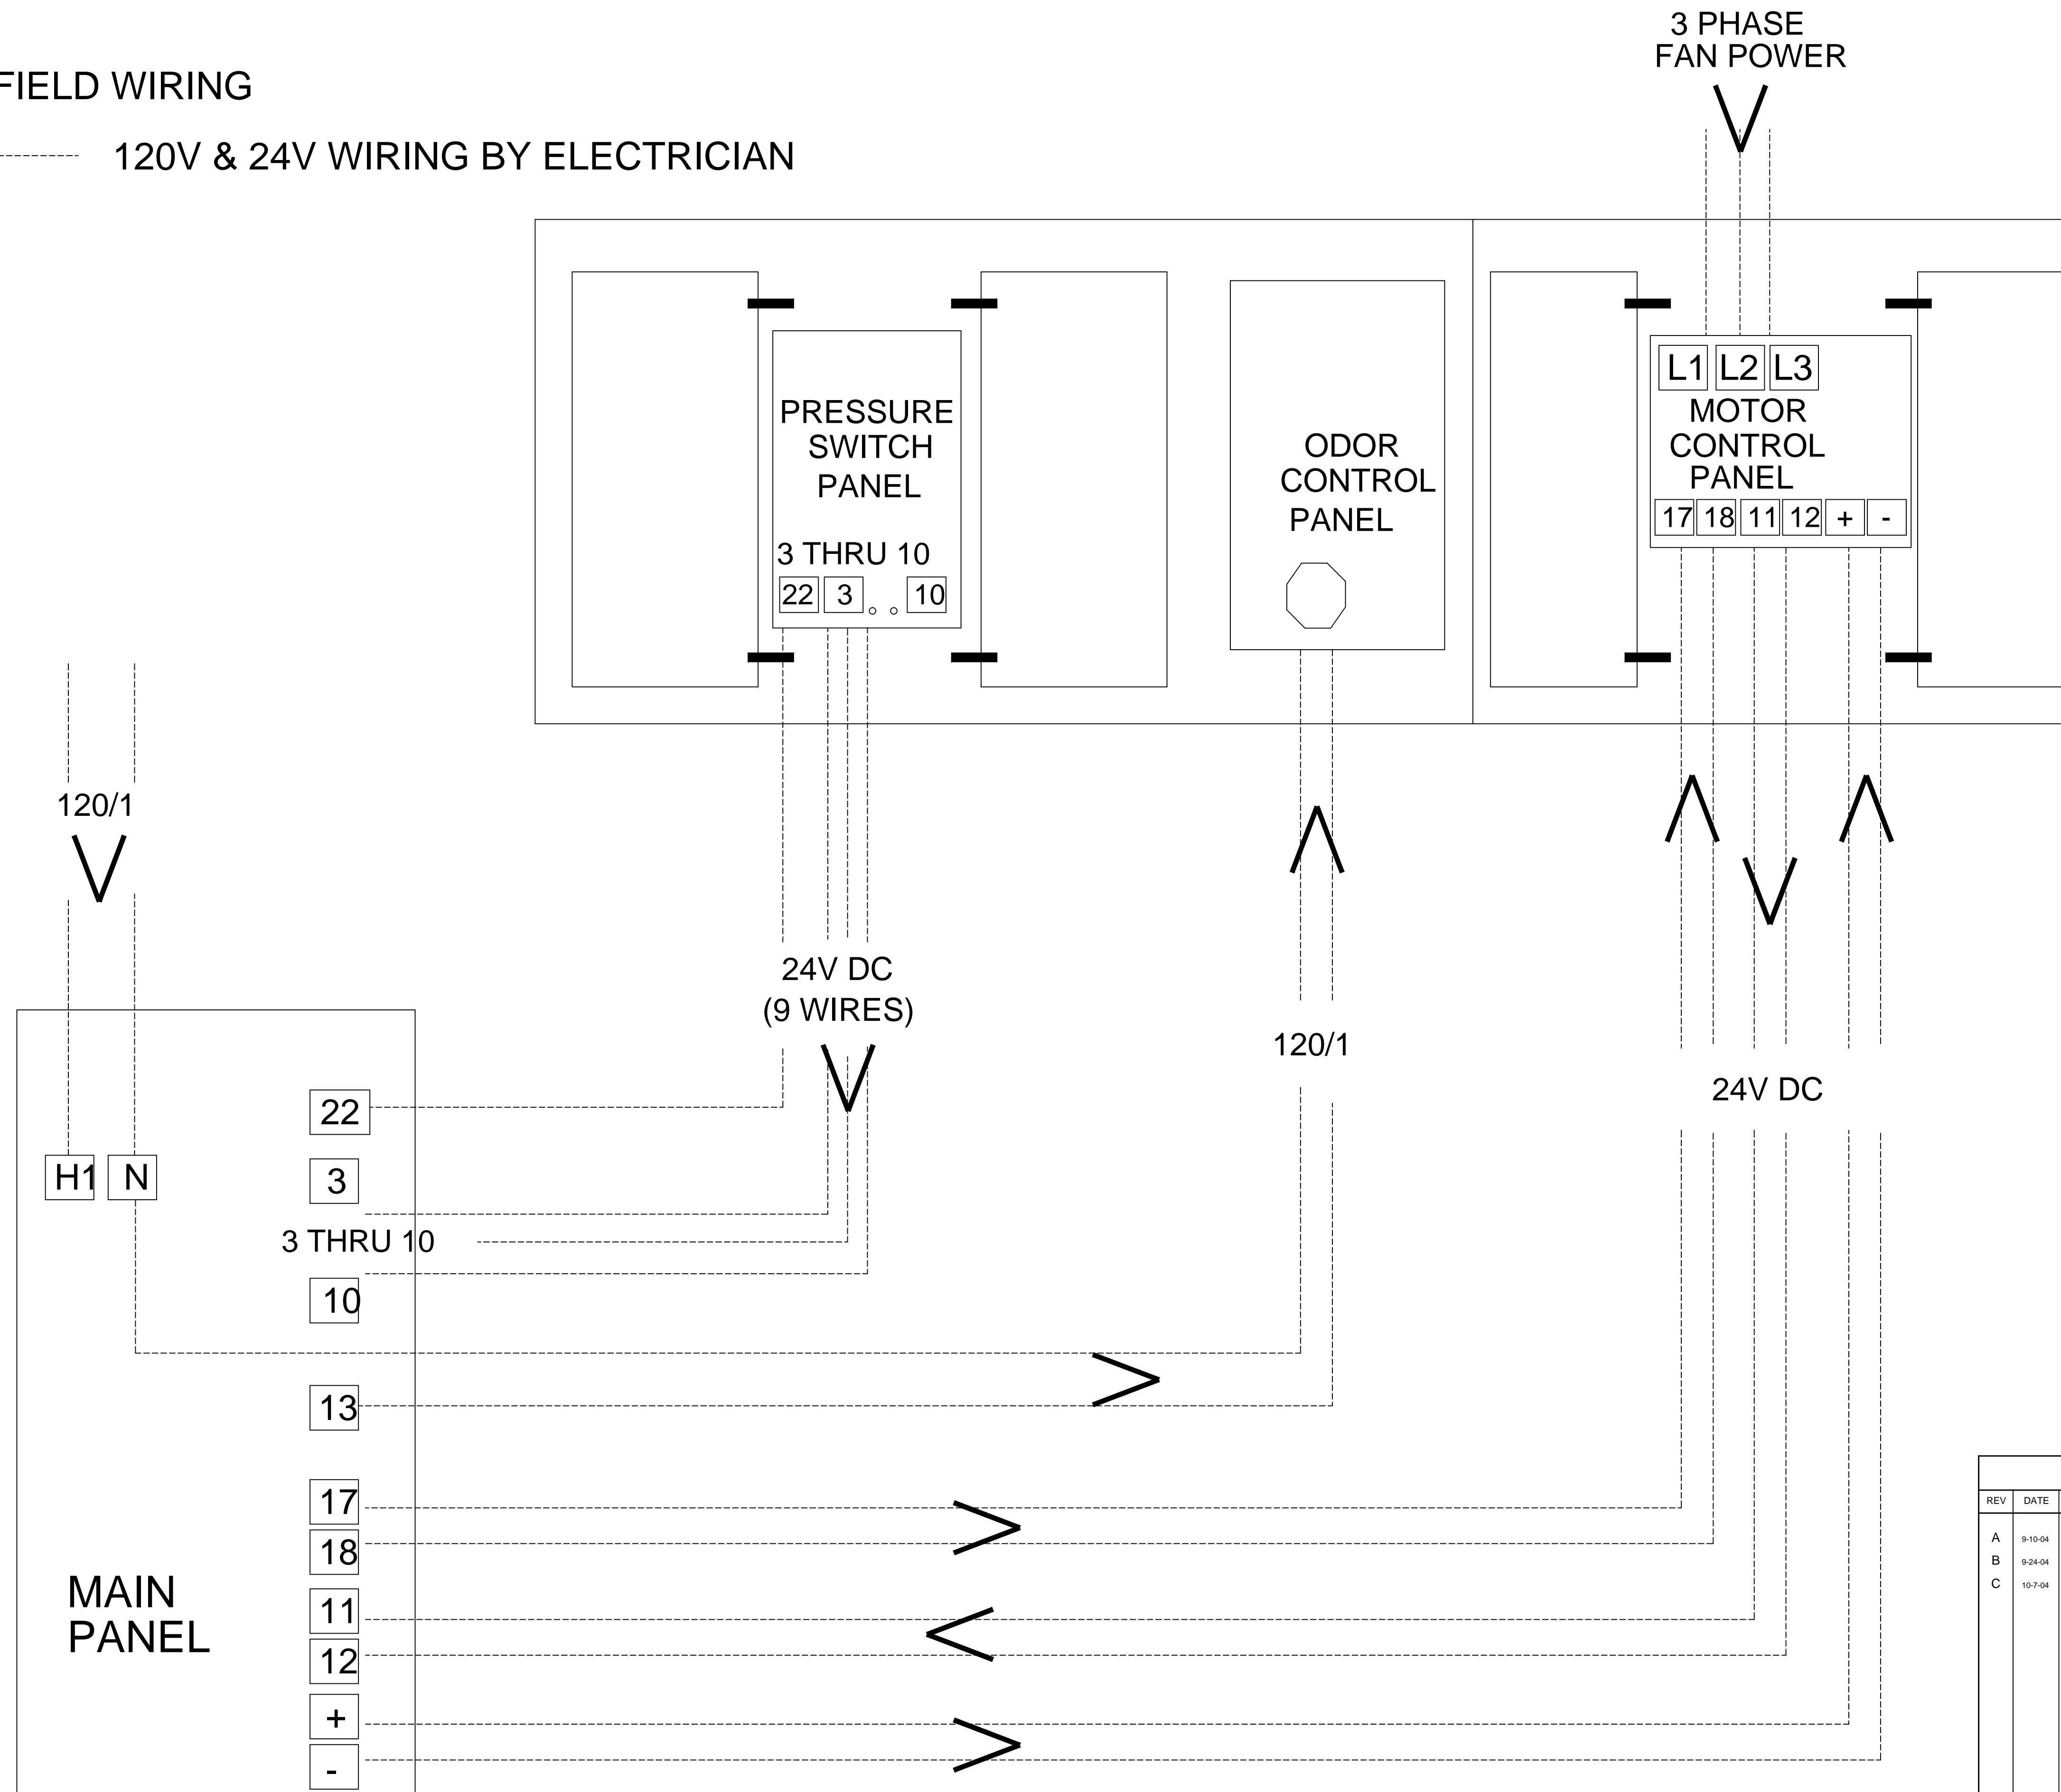 3 PHASE
FAN POWER
FIELD WIRING
120V & 24V WIRING BY ELECTRICIAN
PRESSURE
SWITCH
PANEL
3 THRU 10
22 3 10
ODOR
CONTROL
PANEL
L1 L2 L3
MOTOR
CONTROL
PANEL
17 18 11 12 + -
120/1
24V DC
(9 WIRES)
120/1
24V DC
H1 N
22
3
3 THRU 10
10
13
17
18
11
12
+
-
MAIN
PANEL
REV DATE
A 9-10-04
B 9-24-04
C 10-7-04